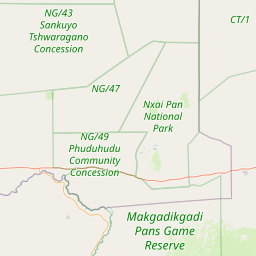 NG/43
Sankuyo
Tshwaragano
Concession
CT/1
NG/47
Nxai Pan
National
Park
NG/49
Phuduhudu
Community
Concession
Makgadikgadi
Pans Game
Reserve